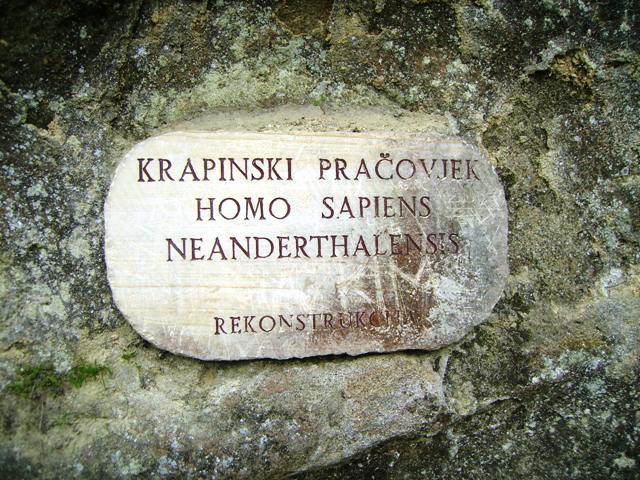 KRAPINSKI PRAČOVJEK
HOMO SAPIENS
NEANDERTHALENSIS
REKONSTRUKCIJA